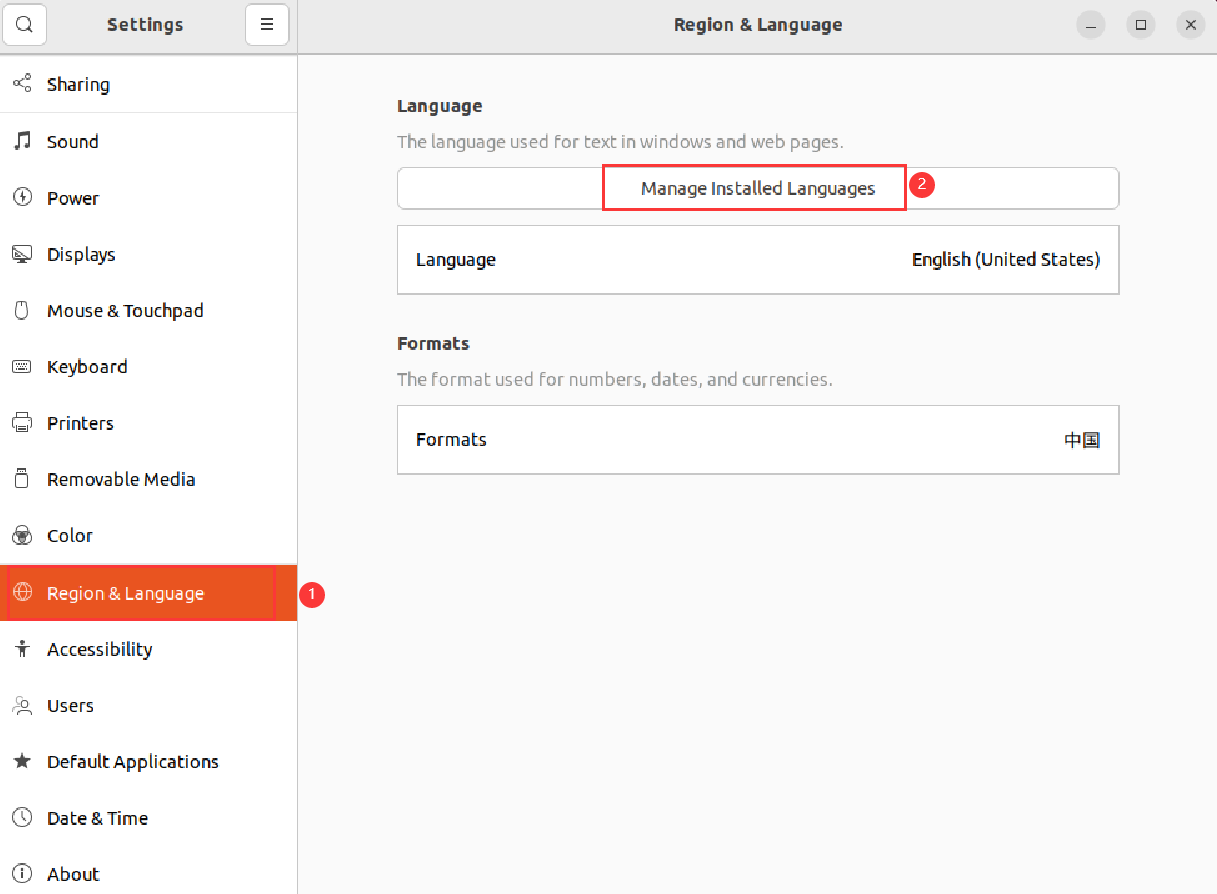 Settings
Region & Language
Sharing
Sound
Power
Displays
Mouse & Touchpad
Keyboard
Printers
Removable Media
Color
Region & Language
1
Accessibility
Users
Default Applications
Date & Time
About
Language
The language used for text in windows and web pages.
Manage Installed Languages
2
Language English (United States)
Formats
The format used for numbers, dates, and currencies.
Formats 中国